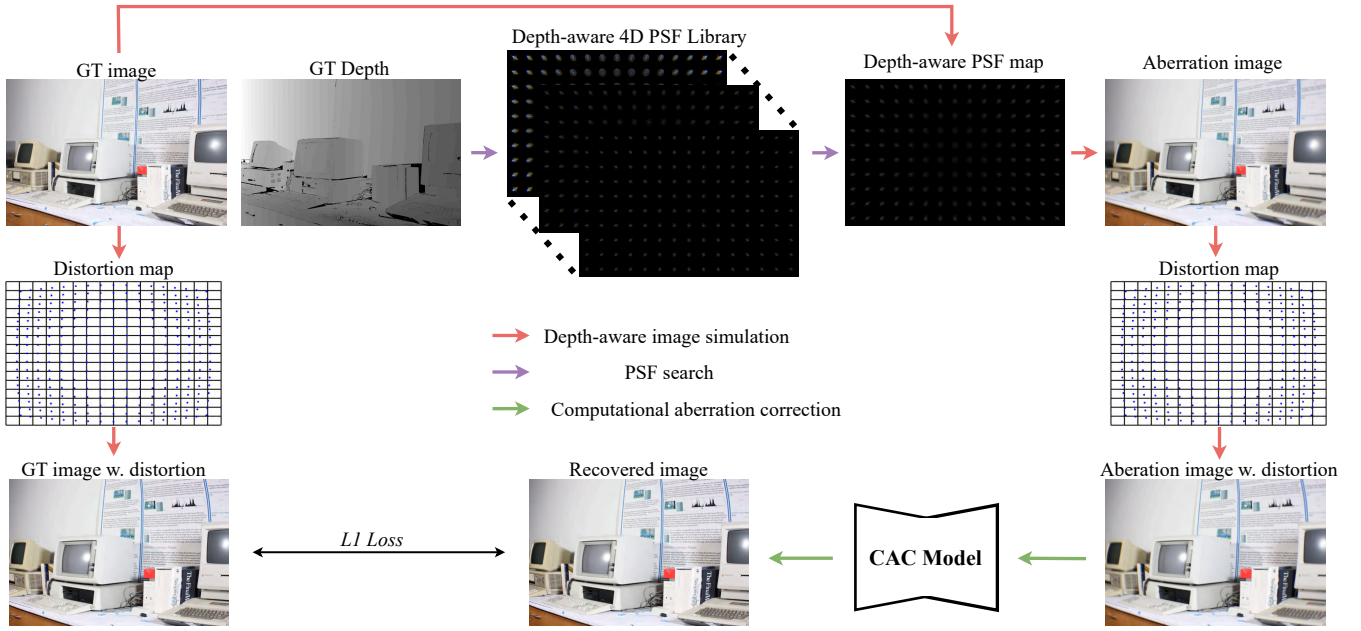 Depth-aware 4D PSF Library
GT image
GT Depth
Depth-aware PSF map
Aberration image
Distortion map
Distortion map
Depth-aware image simulation
PSF search
Computational aberration correction
GT image w. distortion
Recovered image
Aberation image w. distortion
L1 Loss
CAC Model